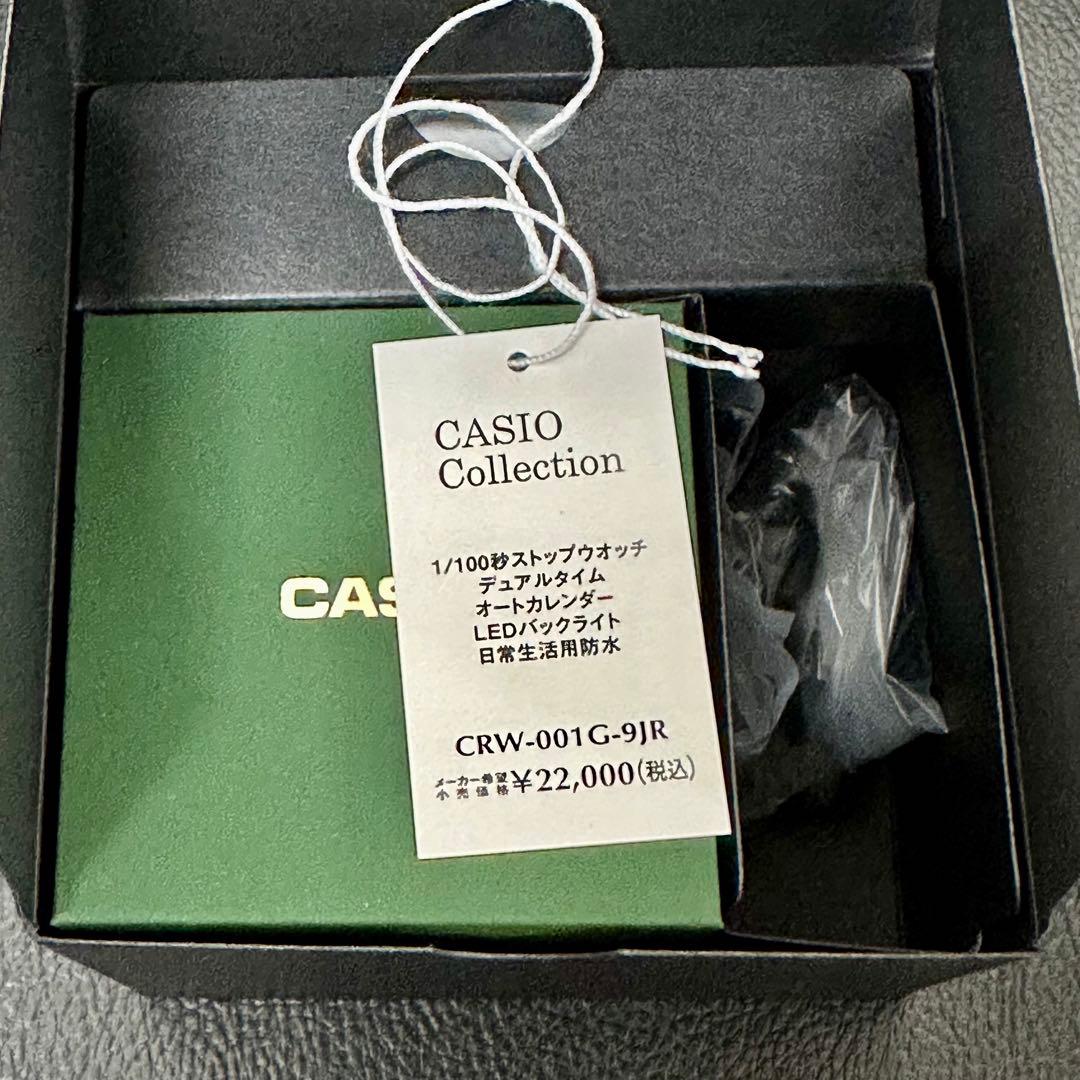 CASIO
Collection
1/100秒ストップウオッチ
デュアルタイム
オートカレンダー
LEDバックライト
日常生活用防水
CAS
CRW-001G-9JR
メーカー希望
小売価格 ¥22,000(税込)